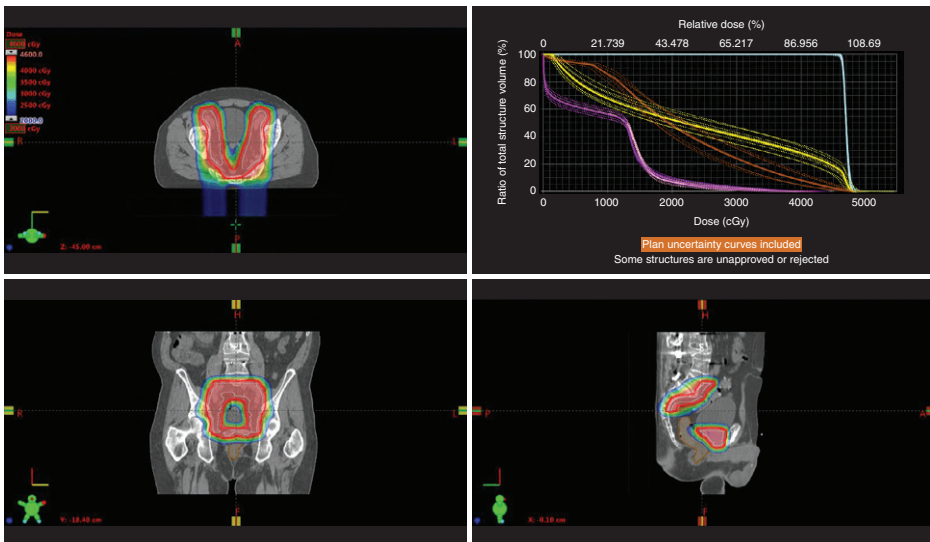 Dose
4600 cGy
4600.0
4000 cGy
3500 cGy
3000 cGy
2500 cGy
2000.0
2000 cGy
A
R
L
P
Z: -45.00 cm
Relative dose (%)
0 21.739 43.478 65.217 86.956 108.69
Ratio of total structure volume (%)
100
80
60
40
20
0
0 1000 2000 3000 4000 5000
Dose (cGy)
Plan uncertainty curves included
Some structures are unapproved or rejected
H
R
L
F
Y: -18.43 cm
H
P
A
F
X: -0.10 cm